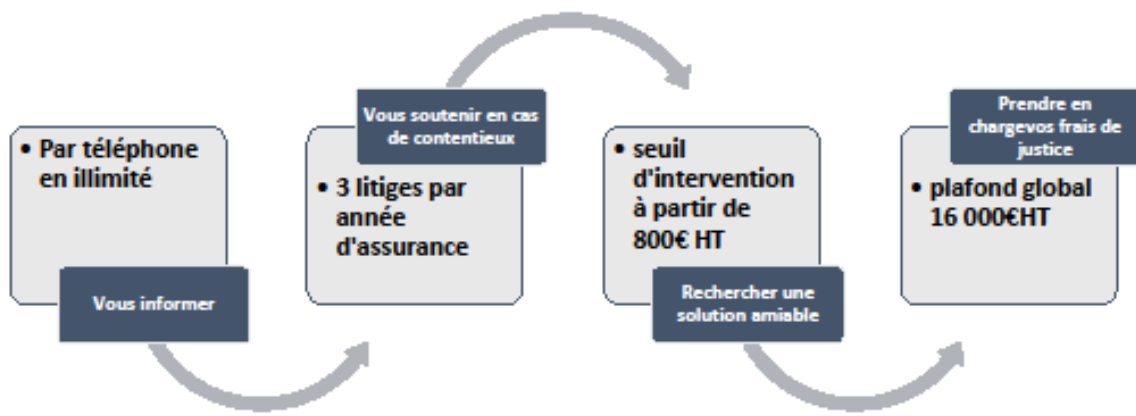 • Par téléphone
en illimité
Vous informer
Vous soutenir en cas
de contentieux
• 3 litiges par
année
d'assurance
• seuil
d'intervention
à partir de
800€ HT
Rechercher une
solution amiable
Prendre en
chargevos frais de
justice
• plafond global
16 000€HT